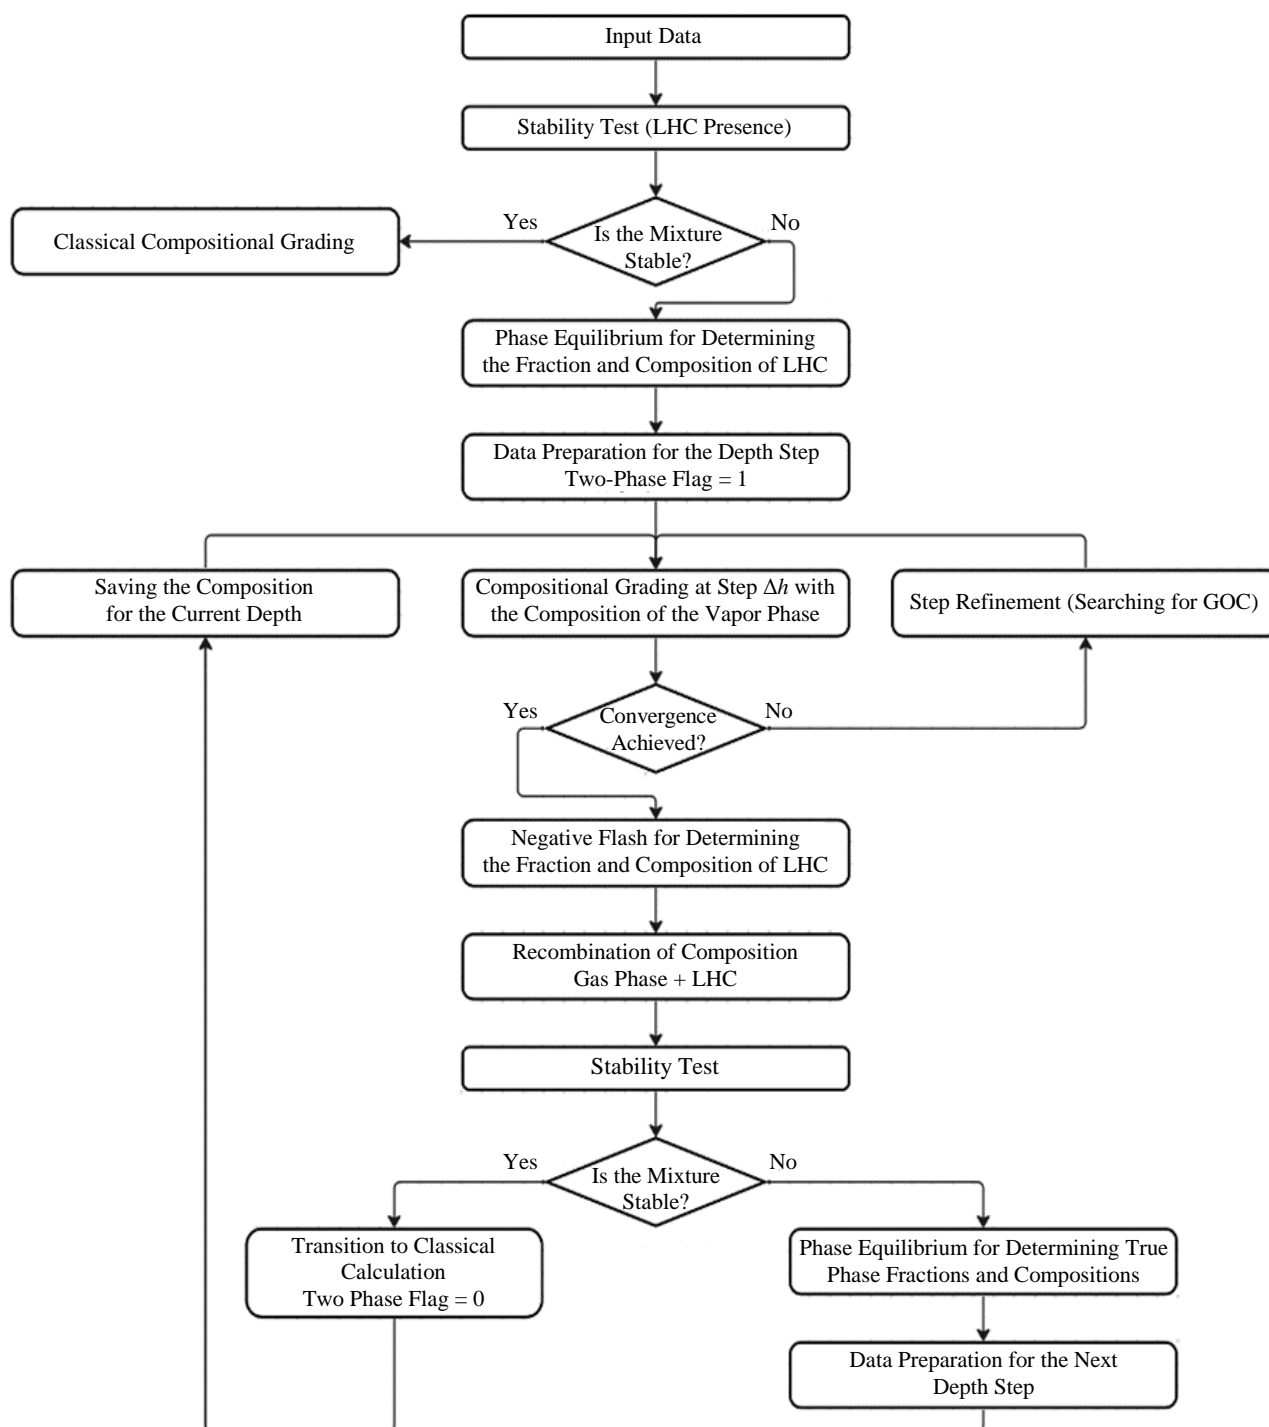 Input Data
Stability Test (LHC Presence)
Yes
No
Is the Mixture
Stable?
Classical Compositional Grading
Phase Equilibrium for Determining
the Fraction and Composition of LHC
Data Preparation for the Depth Step
Two-Phase Flag = 1
Saving the Composition
for the Current Depth
Compositional Grading at Step Δh with
the Composition of the Vapor Phase
Step Refinement (Searching for GOC)
Yes
No
Convergence
Achieved?
Negative Flash for Determining
the Fraction and Composition of LHC
Recombination of Composition
Gas Phase + LHC
Stability Test
Yes
No
Is the Mixture
Stable?
Transition to Classical
Calculation
Two Phase Flag = 0
Phase Equilibrium for Determining True
Phase Fractions and Compositions
Data Preparation for the Next
Depth Step